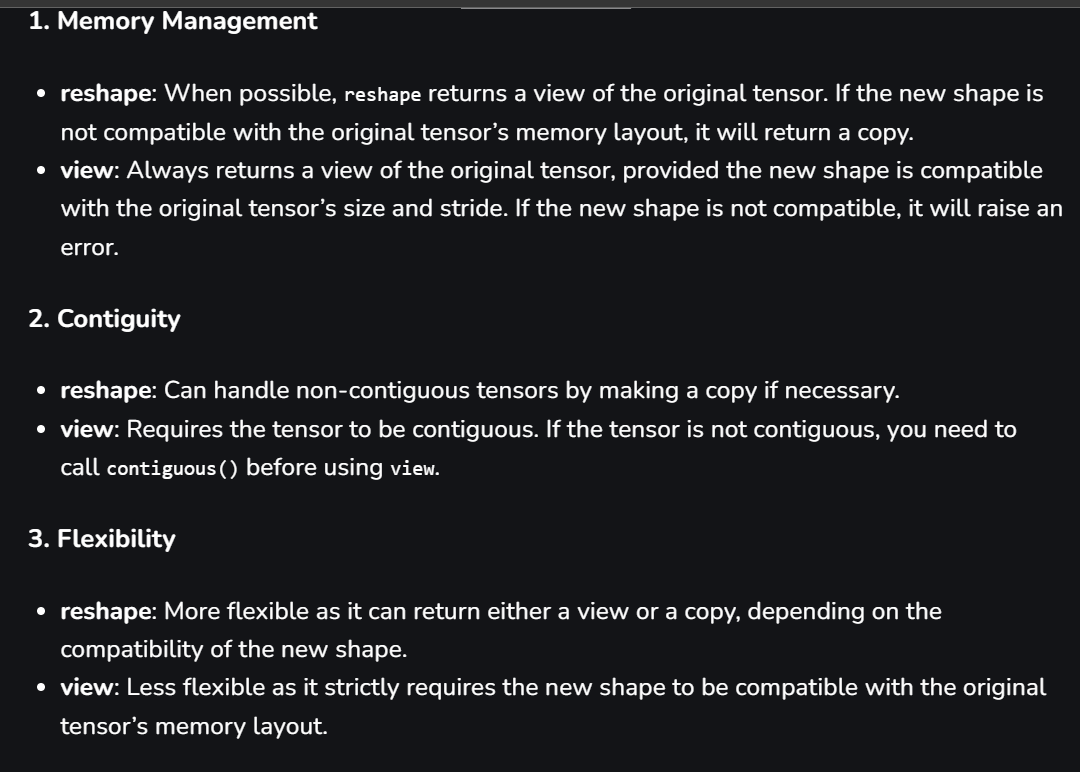 1. Memory Management
• reshape: When possible, reshape returns a view of the original tensor. If the new shape is
not compatible with the original tensor’s memory layout, it will return a copy.
• view: Always returns a view of the original tensor, provided the new shape is compatible
with the original tensor’s size and stride. If the new shape is not compatible, it will raise an
error.
2. Contiguity
• reshape: Can handle non-contiguous tensors by making a copy if necessary.
• view: Requires the tensor to be contiguous. If the tensor is not contiguous, you need to
call contiguous() before using view.
3. Flexibility
• reshape: More flexible as it can return either a view or a copy, depending on the
compatibility of the new shape.
• view: Less flexible as it strictly requires the new shape to be compatible with the original
tensor’s memory layout.